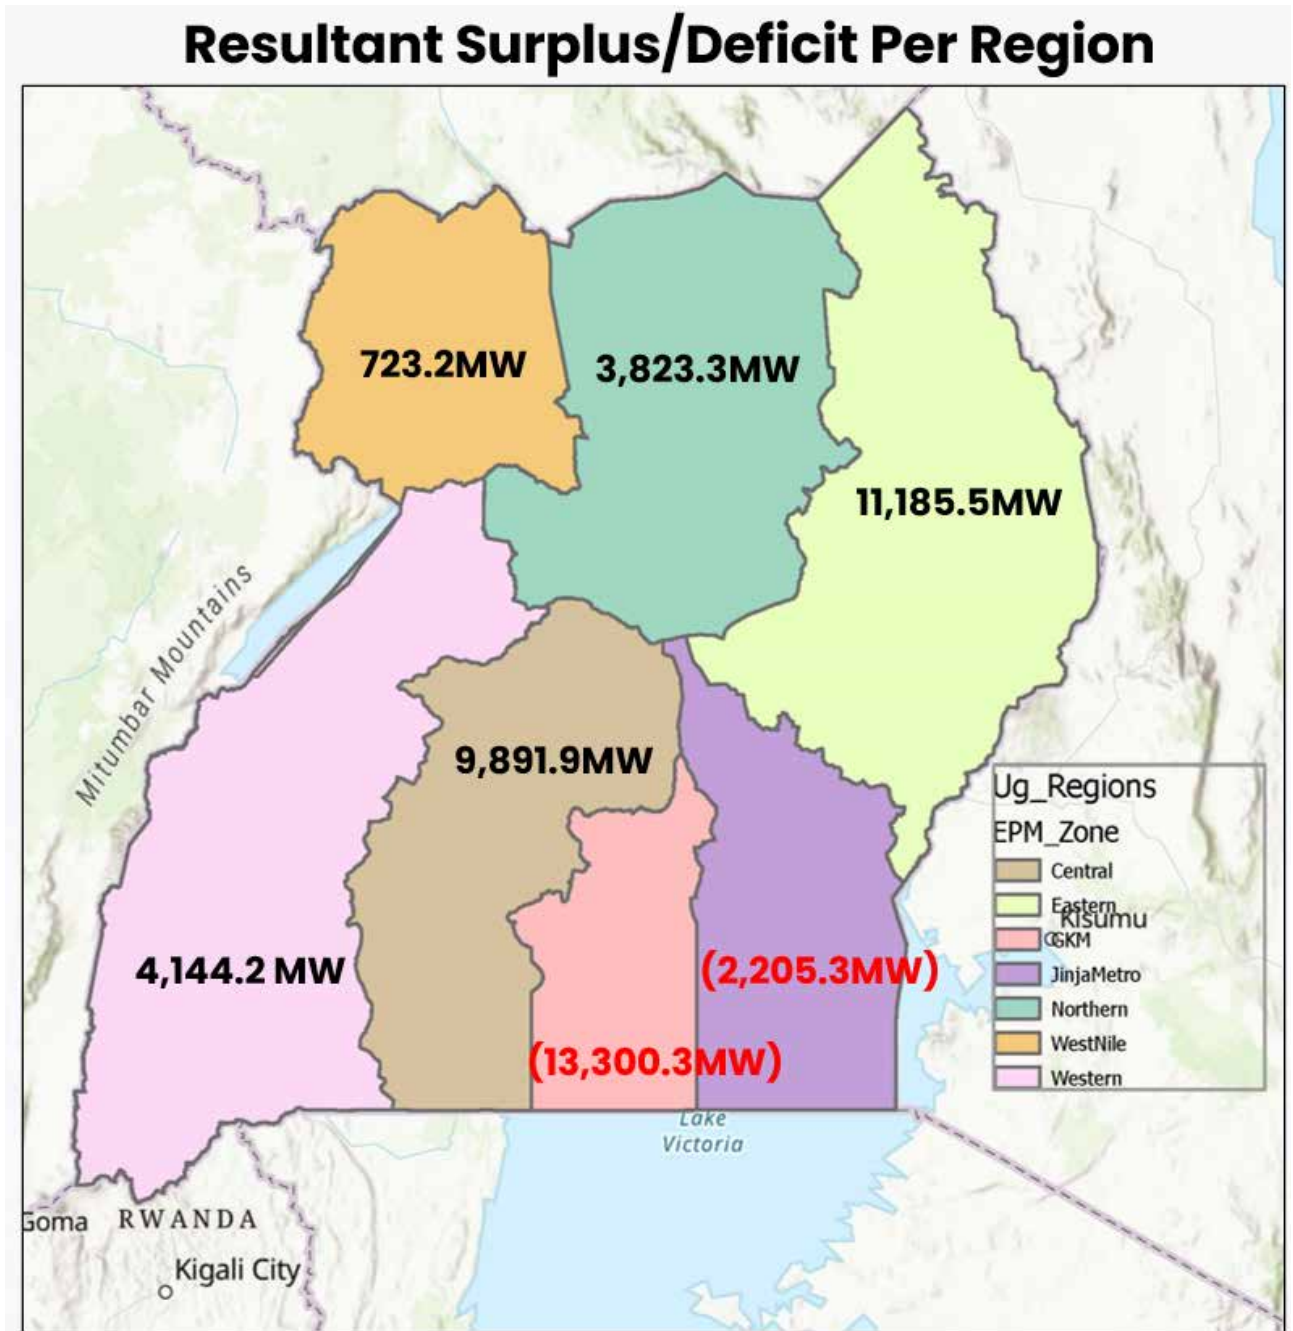 Resultant Surplus/Deficit Per Region
723.2MW
3,823.3MW
11,185.5MW
Mitumbar Mountains
9,891.9MW
4,144.2 MW
(2,205.3MW)
(13,300.3MW)
Ug_Regions
EPM_Zone
Central
Eastern
Kisumu
GKM
JinjaMetro
Northern
WestNile
Western
Lake
Victoria
Goma
RWANDA
Kigali City